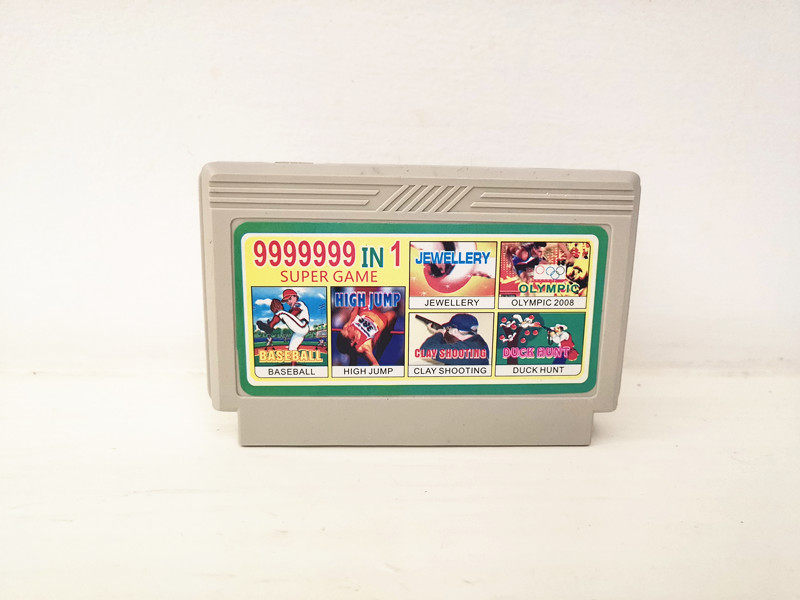 9999999 IN 1
SUPER GAME
BASEBALL
BASEBALL
HIGH JUMP
HIGH JUMP
JEWELLERY
JEWELLERY
CLAY SHOOTING
CLAY SHOOTING
OLYMPIC
OLYMPIC 2008
DUCK HUNT
DUCK HUNT